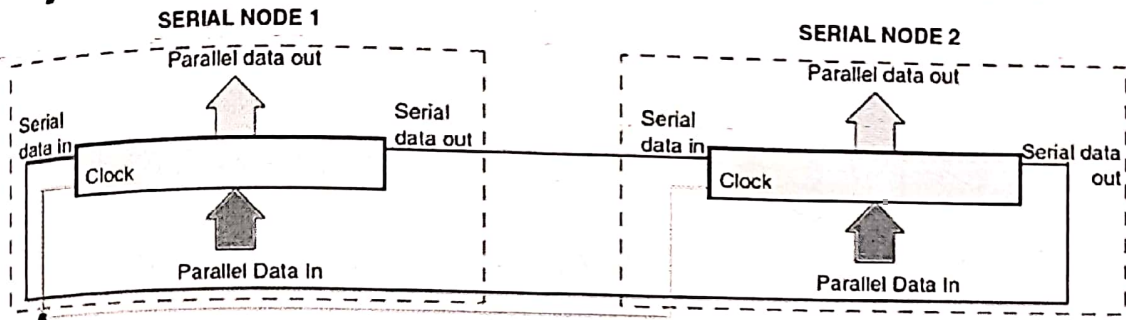 SERIAL NODE 1
Parallel data out
Serial
data in
Serial
data out
Clock
Parallel Data In
SERIAL NODE 2
Parallel data out
Serial
data in
Serial data
out
Clock
Parallel Data In